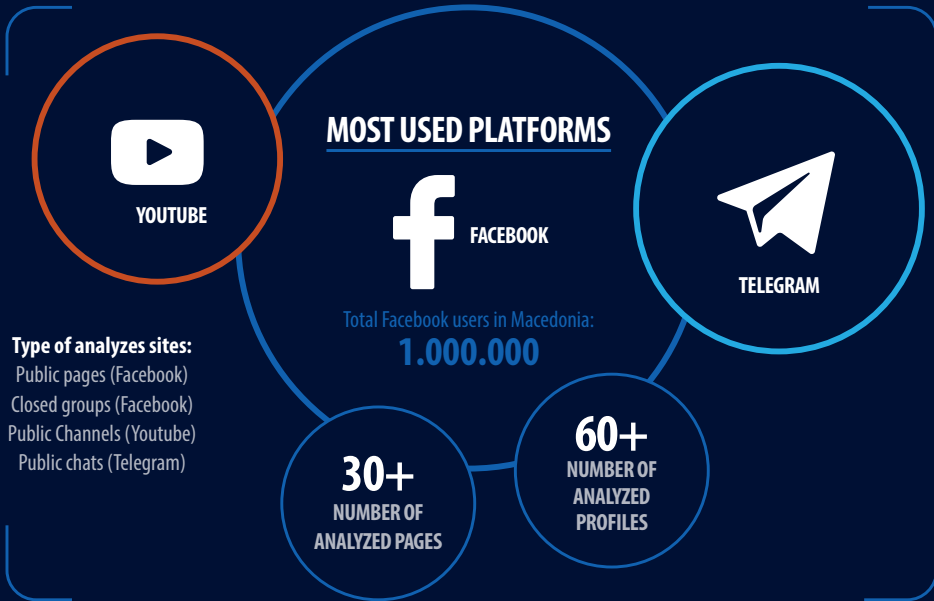 MOST USED PLATFORMS
YOUTUBE
FACEBOOK
TELEGRAM
Total Facebook users in Macedonia:
1.000.000
Type of analyzes sites:
Public pages (Facebook)
Closed groups (Facebook)
Public Channels (Youtube)
Public chats (Telegram)
30+
NUMBER OF
ANALYZED PAGES
60+
NUMBER OF
ANALYZED
PROFILES